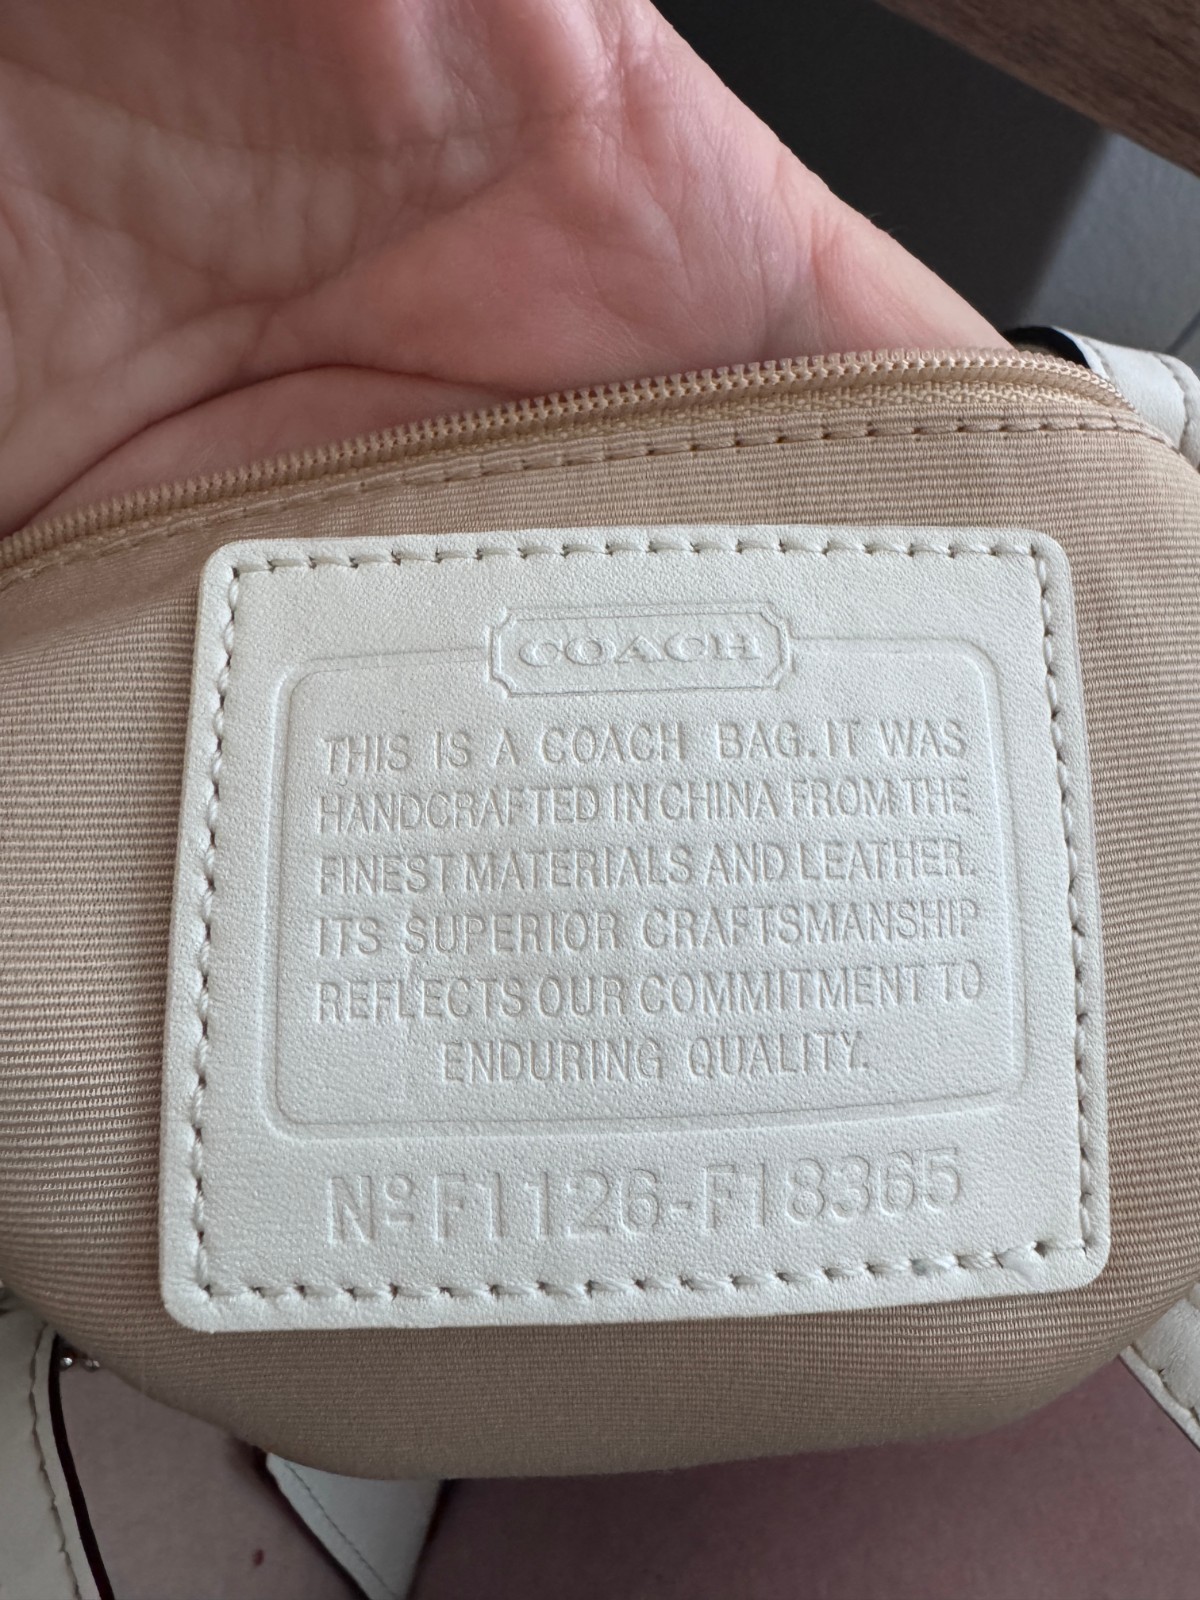 COACH
THIS IS A COACH BAG. IT WAS
HANDCRAFTED IN CHINA FROM THE
FINEST MATERIALS AND LEATHER.
ITS SUPERIOR CRAFTSMANSHIP
REFLECTS OUR COMMITMENT TO
ENDURING QUALITY.
Nº F1126-F18365